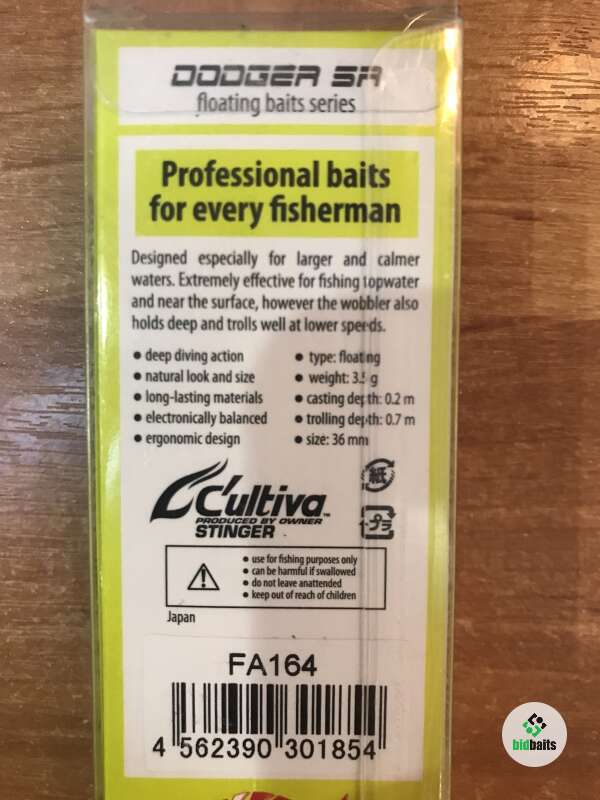 DODGER SR
floating baits series
Professional baits
for every fisherman
Designed especially for larger and calmer
waters. Extremely effective for fishing topwater
and near the surface, however the wobbler also
holds deep and trolls well at lower speeds.
• deep diving action
• natural look and size
• long-lasting materials
• electronically balanced
• ergonomic design
• type: floating
• weight: 3.5 g
• casting depth: 0.2 m
• trolling depth: 0.7 m
• size: 36 mm
C'ultiva™
PRODUCED BY OWNER
STINGER
紙
プラ
• use for fishing purposes only
• can be harmful if swallowed
• do not leave anattended
• keep out of reach of children
Japan
FA164
4 562390 301854
bidbaits